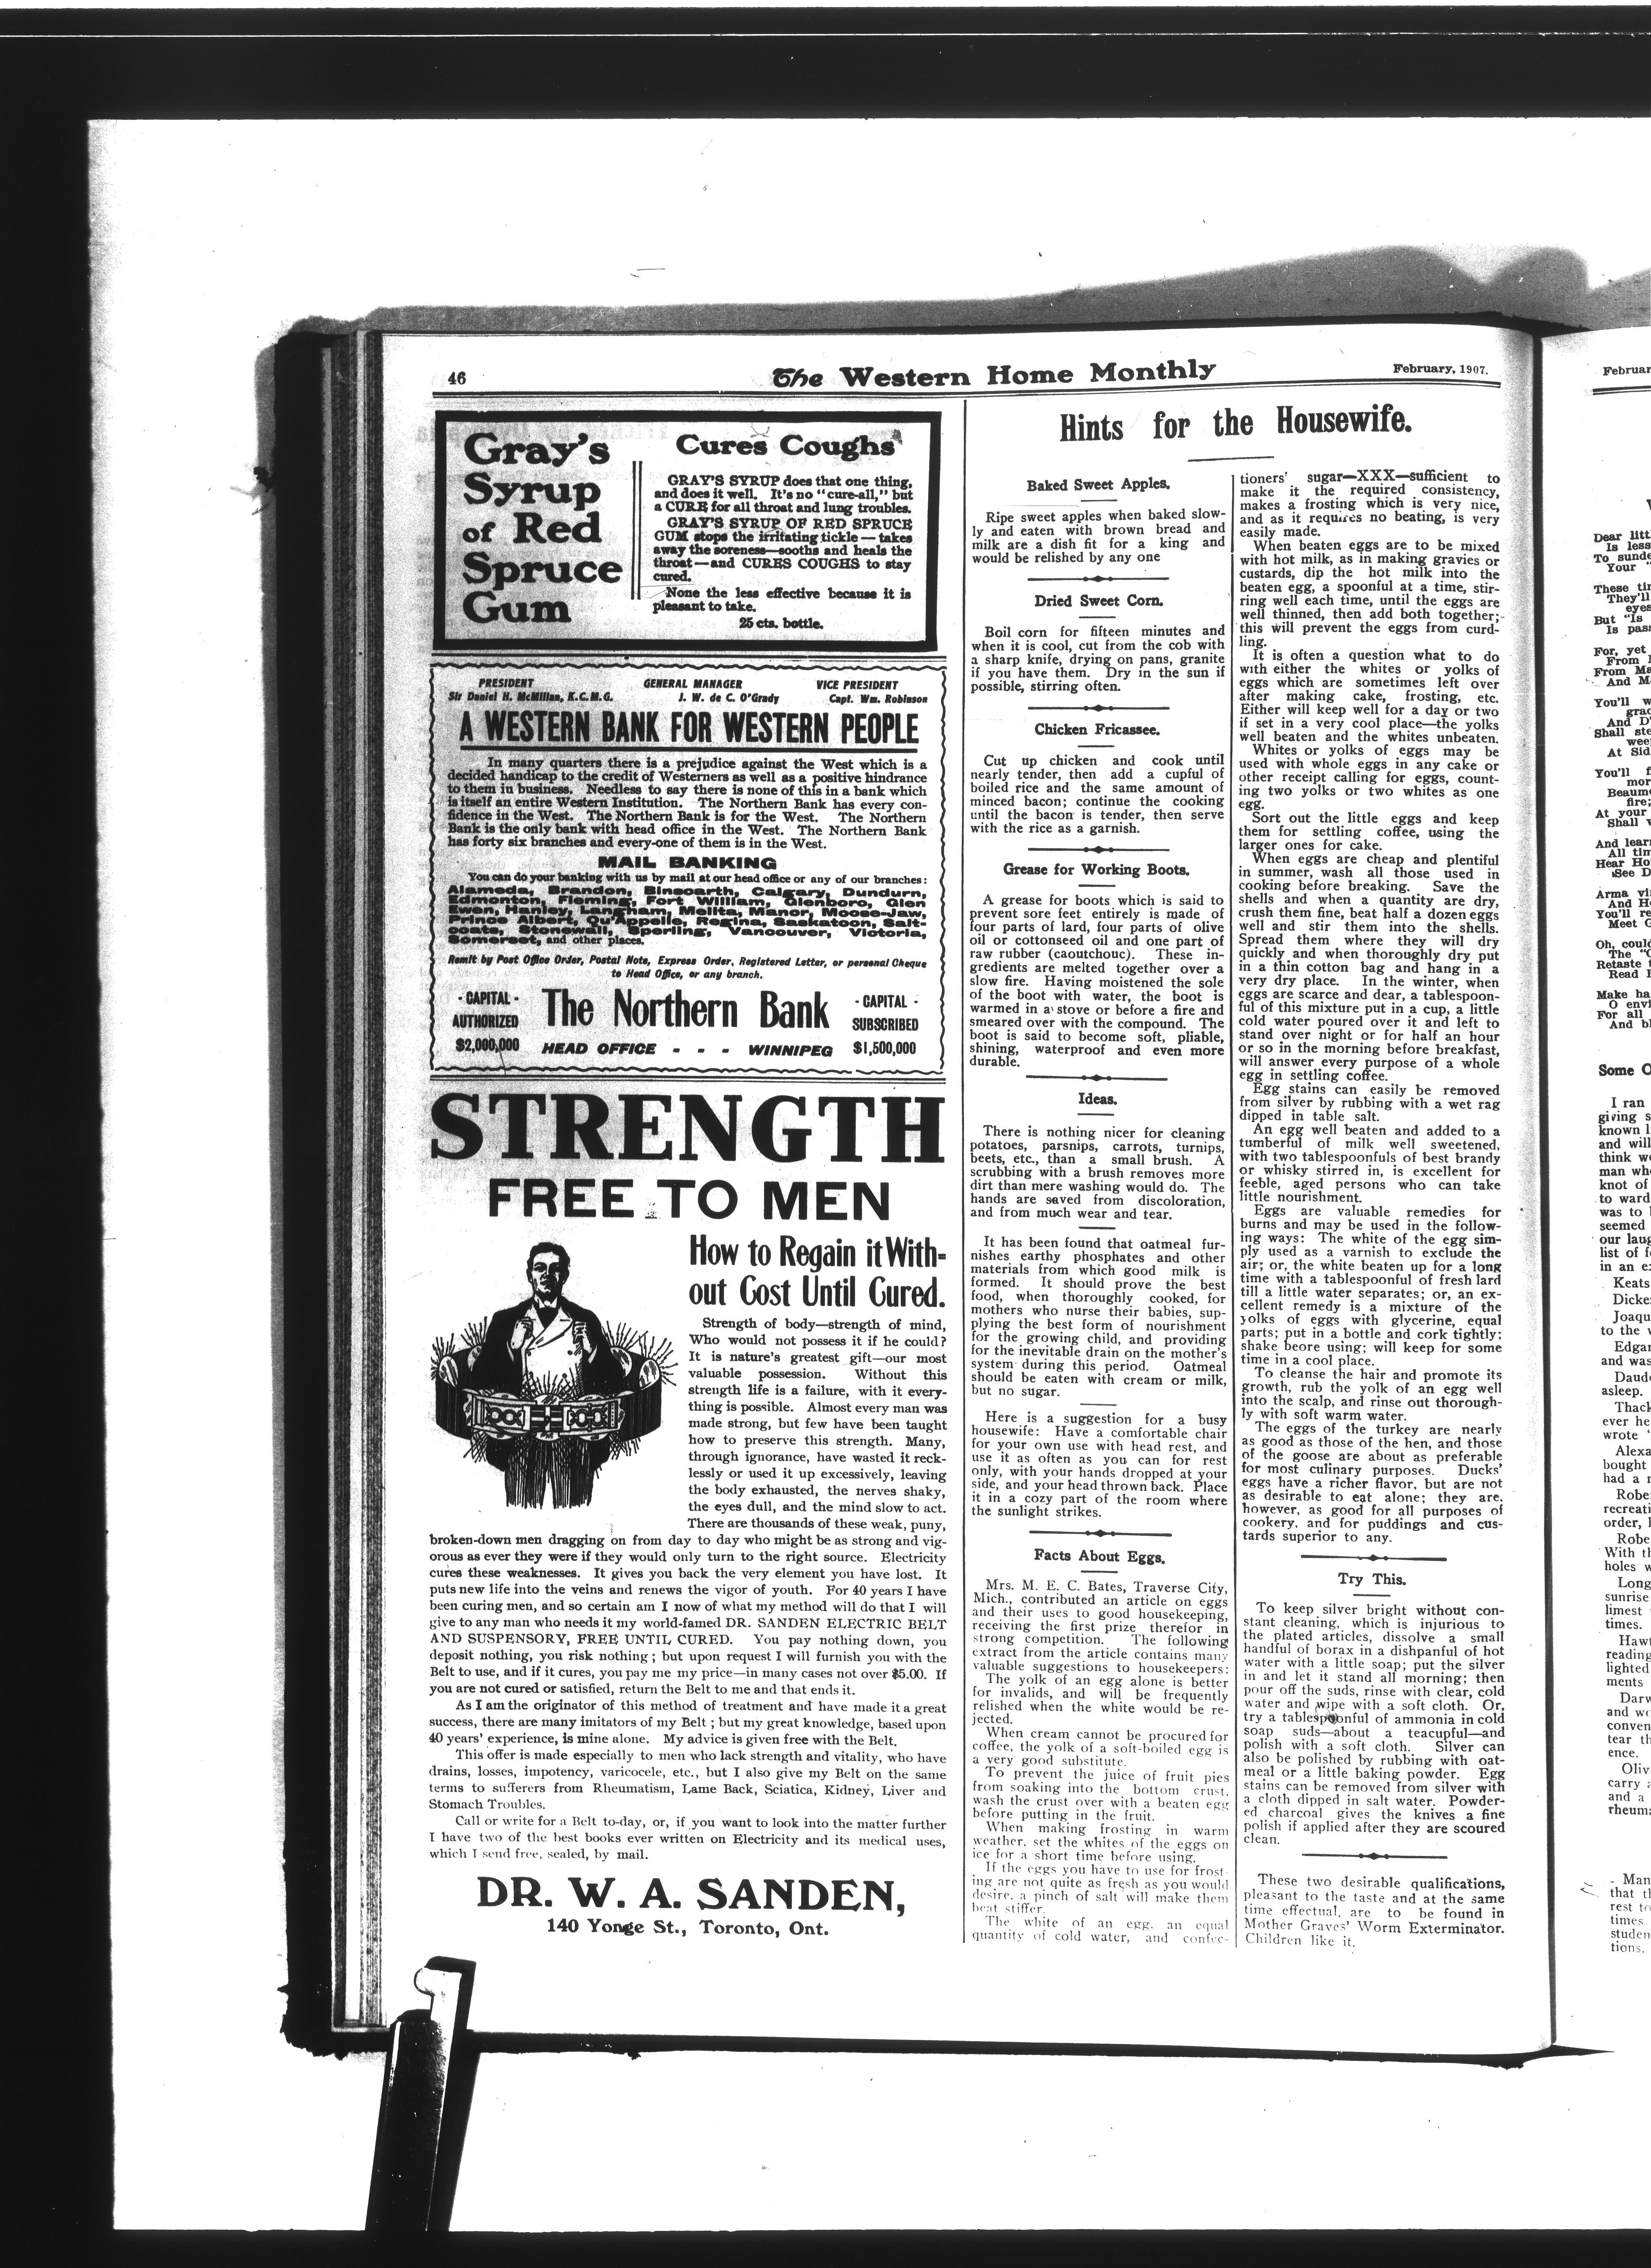 46
The Western Home Monthly
February, 1907.
Gray's
Syrup
of Red
Spruce
Gum
Cures Coughs
GRAY'S SYRUP does that one thing,
and does it well. It's no "cure-all," but
a CURE for all throat and lung troubles.
GRAY'S SYRUP OF RED SPRUCE
GUM stops the irritating tickle — takes
away the soreness—sooths and heals the
throat—and CURES COUGHS to stay
cured.
None the less effective because it is
pleasant to take.
25 cts. bottle.
PRESIDENT GENERAL MANAGER VICE PRESIDENT
Sir Daniel H. McMillan, K.C.M.G. J. W. de C. O'Grady Capt. Wm. Robinson
A WESTERN BANK FOR WESTERN PEOPLE
In many quarters there is a prejudice against the West which is a
decided handicap to the credit of Westerners as well as a positive hindrance
to them in business. Needless to say there is none of this in a bank which
is itself an entire Western Institution. The Northern Bank has every con-
fidence in the West. The Northern Bank is for the West. The Northern
Bank is the only bank with head office in the West. The Northern Bank
has forty six branches and every-one of them is in the West.
MAIL BANKING
You can do your banking with us by mail at our head office or any of our branches:
Alameda, Brandon, Binscarth, Calgary, Dundurn,
Edmonton, Fleming, Fort William, Glenboro, Glen
Ewen, Hanley, Langham, Melita, Manor, Moose-Jaw,
Prince Albert, Qu'Appelle, Regina, Saskatoon, Salt-
coats, Stonewall, Sperling, Vancouver, Victoria,
Somerset, and other places.
Remit by Post Office Order, Postal Note, Express Order, Registered Letter, or personal Cheque
to Head Office, or any branch.
- CAPITAL -
AUTHORIZED
$2,000,000
The Northern Bank
HEAD OFFICE - - - WINNIPEG
- CAPITAL -
SUBSCRIBED
$1,500,000
STRENGTH
FREE TO MEN
How to Regain it With-
out Cost Until Cured.
Strength of body—strength of mind,
Who would not possess it if he could?
It is nature's greatest gift—our most
valuable possession. Without this
strength life is a failure, with it every-
thing is possible. Almost every man was
made strong, but few have been taught
how to preserve this strength. Many,
through ignorance, have wasted it reck-
lessly or used it up excessively, leaving
the body exhausted, the nerves shaky,
the eyes dull, and the mind slow to act.
There are thousands of these weak, puny,
broken-down men dragging on from day to day who might be as strong and vig-
orous as ever they were if they would only turn to the right source. Electricity
cures these weaknesses. It gives you back the very element you have lost. It
puts new life into the veins and renews the vigor of youth. For 40 years I have
been curing men, and so certain am I now of what my method will do that I will
give to any man who needs it my world-famed DR. SANDEN ELECTRIC BELT
AND SUSPENSORY, FREE UNTIL CURED. You pay nothing down, you
deposit nothing, you risk nothing; but upon request I will furnish you with the
Belt to use, and if it cures, you pay me my price—in many cases not over $5.00. If
you are not cured or satisfied, return the Belt to me and that ends it.
As I am the originator of this method of treatment and have made it a great
success, there are many imitators of my Belt; but my great knowledge, based upon
40 years' experience, is mine alone. My advice is given free with the Belt.
This offer is made especially to men who lack strength and vitality, who have
drains, losses, impotency, varicocele, etc., but I also give my Belt on the same
terms to sufferers from Rheumatism, Lame Back, Sciatica, Kidney, Liver and
Stomach Troubles.
Call or write for a Belt to-day, or, if you want to look into the matter further
I have two of the best books ever written on Electricity and its medical uses,
which I send free, sealed, by mail.
DR. W. A. SANDEN,
140 Yonge St., Toronto, Ont.
Hints for the Housewife.
Baked Sweet Apples.
Ripe sweet apples when baked slow-
ly and eaten with brown bread and
milk are a dish fit for a king and
would be relished by any one
Dried Sweet Corn.
Boil corn for fifteen minutes and
when it is cool, cut from the cob with
a sharp knife, drying on pans, granite
if you have them. Dry in the sun if
possible, stirring often.
Chicken Fricassee.
Cut up chicken and cook until
nearly tender, then add a cupful of
boiled rice and the same amount of
minced bacon; continue the cooking
until the bacon is tender, then serve
with the rice as a garnish.
Grease for Working Boots.
A grease for boots which is said to
prevent sore feet entirely is made of
four parts of lard, four parts of olive
oil or cottonseed oil and one part of
raw rubber (caoutchouc). These in-
gredients are melted together over a
slow fire. Having moistened the sole
of the boot with water, the boot is
warmed in a stove or before a fire and
smeared over with the compound. The
boot is said to become soft, pliable,
shining, waterproof and even more
durable.
Ideas.
There is nothing nicer for cleaning
potatoes, parsnips, carrots, turnips,
beets, etc., than a small brush. A
scrubbing with a brush removes more
dirt than mere washing would do. The
hands are saved from discoloration,
and from much wear and tear.
It has been found that oatmeal fur-
nishes earthy phosphates and other
materials from which good milk is
formed. It should prove the best
food, when thoroughly cooked, for
mothers who nurse their babies, sup-
plying the best form of nourishment
for the growing child, and providing
for the inevitable drain on the mother's
system during this period. Oatmeal
should be eaten with cream or milk,
but no sugar.
Here is a suggestion for a busy
housewife: Have a comfortable chair
for your own use with head rest, and
use it as often as you can for rest
only, with your hands dropped at your
side, and your head thrown back. Place
it in a cozy part of the room where
the sunlight strikes.
Facts About Eggs.
Mrs. M. E. C. Bates, Traverse City,
Mich., contributed an article on eggs
and their uses to good housekeeping,
receiving the first prize therefor in
strong competition. The following
extract from the article contains many
valuable suggestions to housekeepers:
The yolk of an egg alone is better
for invalids, and will be frequently
relished when the white would be re-
jected.
When cream cannot be procured for
coffee, the yolk of a soft-boiled egg is
a very good substitute.
To prevent the juice of fruit pies
from soaking into the bottom crust,
wash the crust over with a beaten egg
before putting in the fruit.
When making frosting in warm
weather, set the whites of the eggs on
ice for a short time before using.
If the eggs you have to use for frost-
ing are not quite as fresh as you would
desire, a pinch of salt will make them
beat stiffer.
The white of an egg, an equal
quantity of cold water, and confec-
tioners' sugar—XXX—sufficient to
make it the required consistency,
makes a frosting which is very nice,
and as it requires no beating, is very
easily made.
When beaten eggs are to be mixed
with hot milk, as in making gravies or
custards, dip the hot milk into the
beaten egg, a spoonful at a time, stir-
ring well each time, until the eggs are
well thinned, then add both together;
this will prevent the eggs from curd-
ling.
It is often a question what to do
with either the whites or yolks of
eggs which are sometimes left over
after making cake, frosting, etc.
Either will keep well for a day or two
if set in a very cool place—the yolks
well beaten and the whites unbeaten.
Whites or yolks of eggs may be
used with whole eggs in any cake or
other receipt calling for eggs, count-
ing two yolks or two whites as one
egg.
Sort out the little eggs and keep
them for settling coffee, using the
larger ones for cake.
When eggs are cheap and plentiful
in summer, wash all those used in
cooking before breaking. Save the
shells and when a quantity are dry,
crush them fine, beat half a dozen eggs
well and stir them into the shells.
Spread them where they will dry
quickly and when thoroughly dry put
in a thin cotton bag and hang in a
very dry place. In the winter, when
eggs are scarce and dear, a tablespoon-
ful of this mixture put in a cup, a little
cold water poured over it and left to
stand over night or for half an hour
or so in the morning before breakfast,
will answer every purpose of a whole
egg in settling coffee.
Egg stains can easily be removed
from silver by rubbing with a wet rag
dipped in table salt.
An egg well beaten and added to a
tumberful of milk well sweetened,
with two tablespoonfuls of best brandy
or whisky stirred in, is excellent for
feeble, aged persons who can take
little nourishment.
Eggs are valuable remedies for
burns and may be used in the follow-
ing ways: The white of the egg sim-
ply used as a varnish to exclude the
air; or, the white beaten up for a long
time with a tablespoonful of fresh lard
till a little water separates; or, an ex-
cellent remedy is a mixture of the
yolks of eggs with glycerine, equal
parts; put in a bottle and cork tightly;
shake beore using; will keep for some
time in a cool place.
To cleanse the hair and promote its
growth, rub the yolk of an egg well
into the scalp, and rinse out thorough-
ly with soft warm water.
The eggs of the turkey are nearly
as good as those of the hen, and those
of the goose are about as preferable
for most culinary purposes. Ducks'
eggs have a richer flavor, but are not
as desirable to eat alone; they are,
however, as good for all purposes of
cookery, and for puddings and cus-
tards superior to any.
Try This.
To keep silver bright without con-
stant cleaning, which is injurious to
the plated articles, dissolve a small
handful of borax in a dishpanful of hot
water with a little soap; put the silver
in and let it stand all morning; then
pour off the suds, rinse with clear, cold
water and wipe with a soft cloth. Or,
try a tablespoonful of ammonia in cold
soap suds—about a teacupful—and
polish with a soft cloth. Silver can
also be polished by rubbing with oat-
meal or a little baking powder. Egg
stains can be removed from silver with
a cloth dipped in salt water. Powder-
ed charcoal gives the knives a fine
polish if applied after they are scoured
clean.
These two desirable qualifications,
pleasant to the taste and at the same
time effectual, are to be found in
Mother Graves' Worm Exterminator.
Children like it.